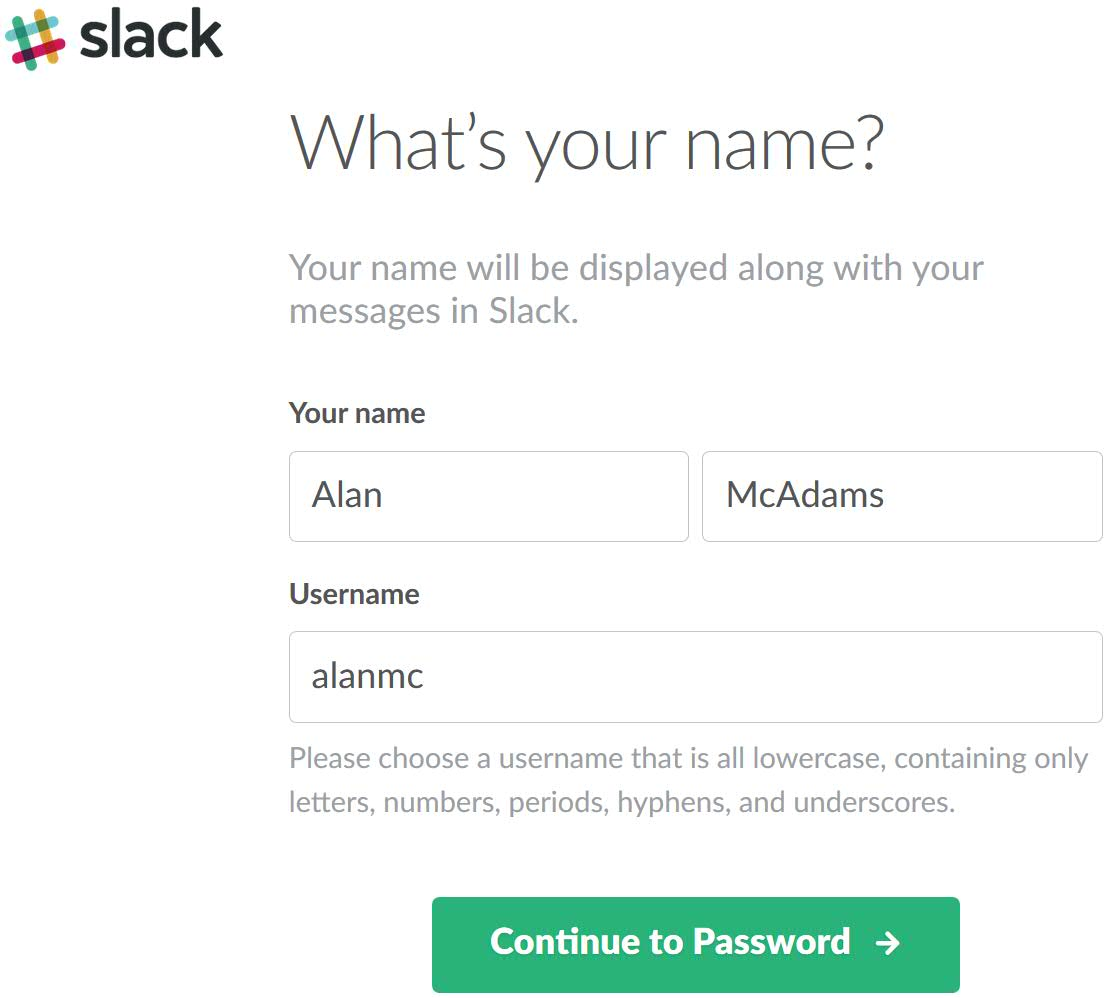 slack
What’s your name?
Your name will be displayed along with your
messages in Slack.
Your name
Alan McAdams
Username
alanmc
Please choose a username that is all lowercase, containing only
letters, numbers, periods, hyphens, and underscores.
Continue to Password →